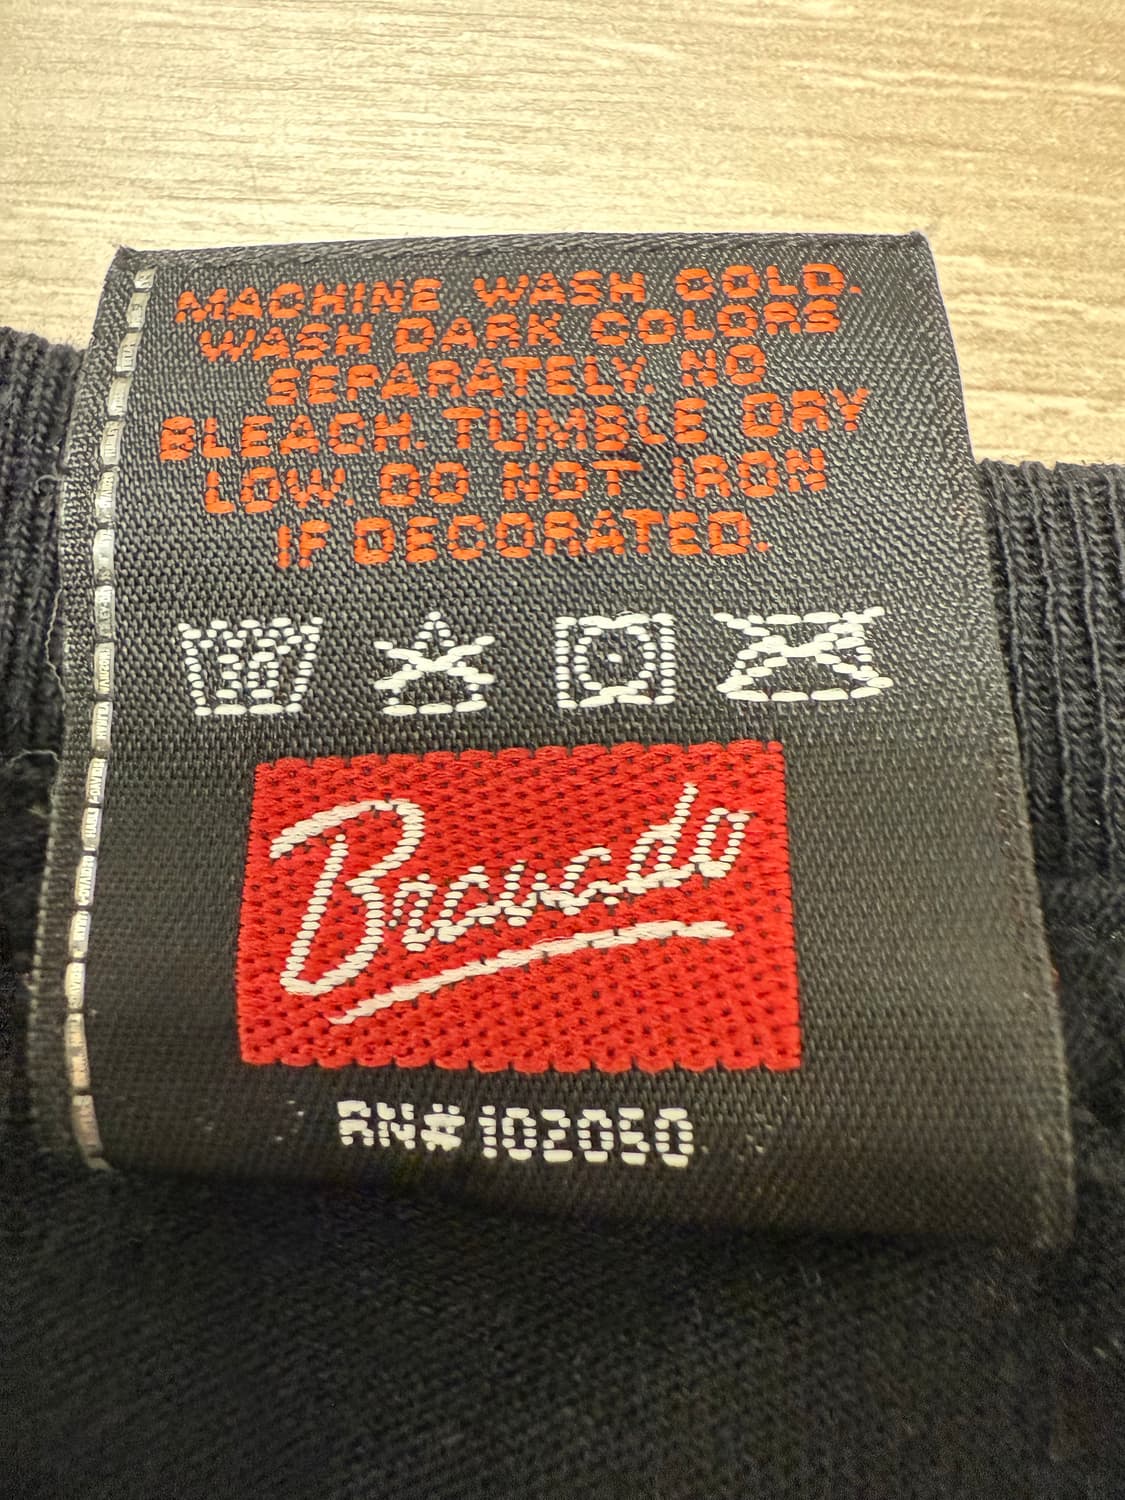 MACHINE WASH COLD.
WASH DARK COLORS
SEPARATELY. NO
BLEACH. TUMBLE DRY
LOW. DO NOT IRON
IF DECORATED.
Bravado
RN#102050